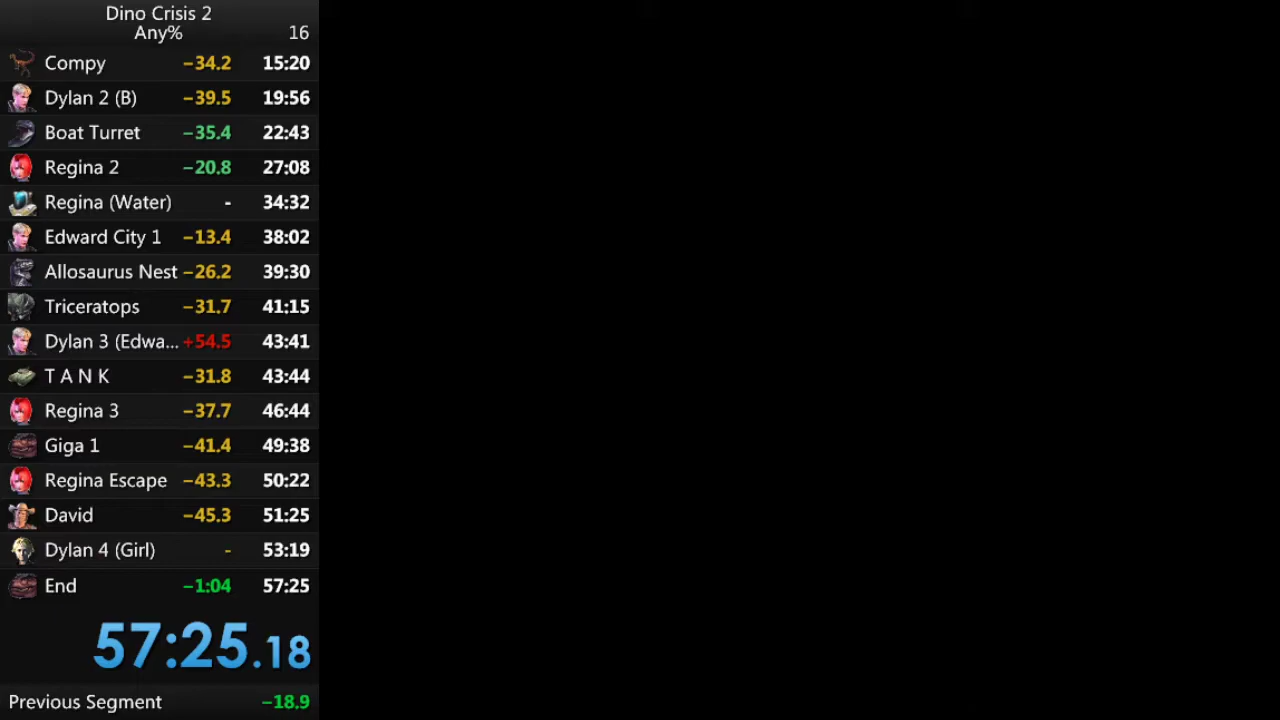 Dino Crisis 2
Any% 16
Compy −34.2 15:20
Dylan 2 (B) −39.5 19:56
Boat Turret −35.4 22:43
Regina 2 −20.8 27:08
Regina (Water) - 34:32
Edward City 1 −13.4 38:02
Allosaurus Nest −26.2 39:30
Triceratops −31.7 41:15
Dylan 3 (Edwa... +54.5 43:41
T A N K −31.8 43:44
Regina 3 −37.7 46:44
Giga 1 −41.4 49:38
Regina Escape −43.3 50:22
David −45.3 51:25
Dylan 4 (Girl) - 53:19
End −1:04 57:25
57:25.18
Previous Segment −18.9